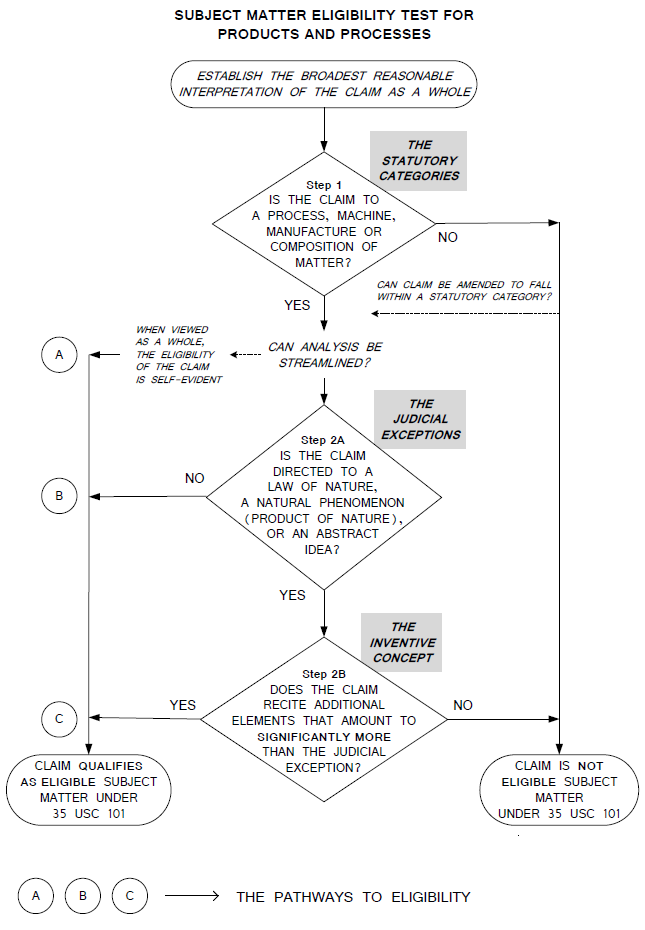 SUBJECT MATTER ELIGIBILITY TEST FOR
PRODUCTS AND PROCESSES
ESTABLISH THE BROADEST REASONABLE
INTERPRETATION OF THE CLAIM AS A WHOLE
THE
STATUTORY
CATEGORIES
Step 1
IS THE CLAIM TO
A PROCESS, MACHINE,
MANUFACTURE OR
COMPOSITION OF
MATTER?
NO
YES
CAN CLAIM BE AMENDED TO FALL
WITHIN A STATUTORY CATEGORY?
A
WHEN VIEWED
AS A WHOLE,
THE ELIGIBILITY
OF THE CLAIM
IS SELF-EVIDENT
CAN ANALYSIS BE
STREAMLINED?
THE
JUDICIAL
EXCEPTIONS
Step 2A
IS THE CLAIM
DIRECTED TO A
LAW OF NATURE,
A NATURAL PHENOMENON
(PRODUCT OF NATURE),
OR AN ABSTRACT
IDEA?
NO
B
YES
THE
INVENTIVE
CONCEPT
Step 2B
DOES THE CLAIM
RECITE ADDITIONAL
ELEMENTS THAT AMOUNT TO
SIGNIFICANTLY MORE
THAN THE JUDICIAL
EXCEPTION?
YES
NO
C
CLAIM QUALIFIES
AS ELIGIBLE SUBJECT
MATTER UNDER
35 USC 101
CLAIM IS NOT
ELIGIBLE SUBJECT
MATTER
UNDER 35 USC 101
A B C THE PATHWAYS TO ELIGIBILITY